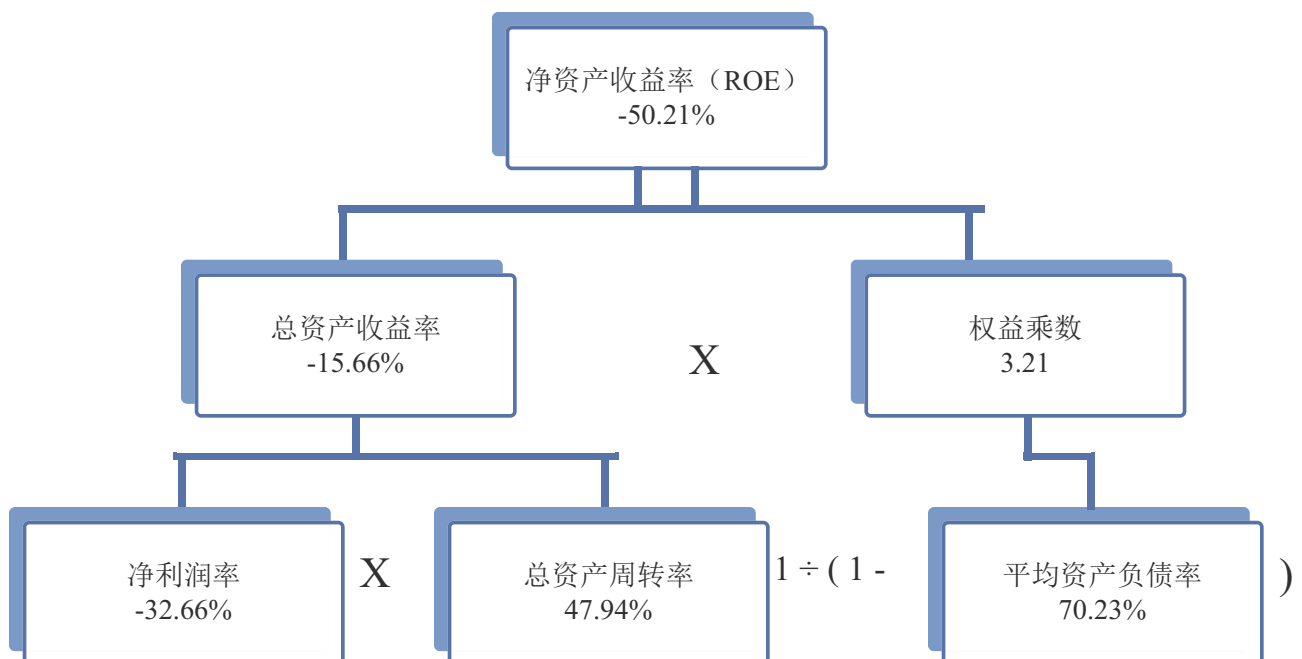 净资产收益率（ROE）
-50.21%
总资产收益率
-15.66%
X
权益乘数
3.21
净利润率
-32.66%
X
总资产周转率
47.94%
1 ÷ ( 1 -
平均资产负债率
70.23%
)